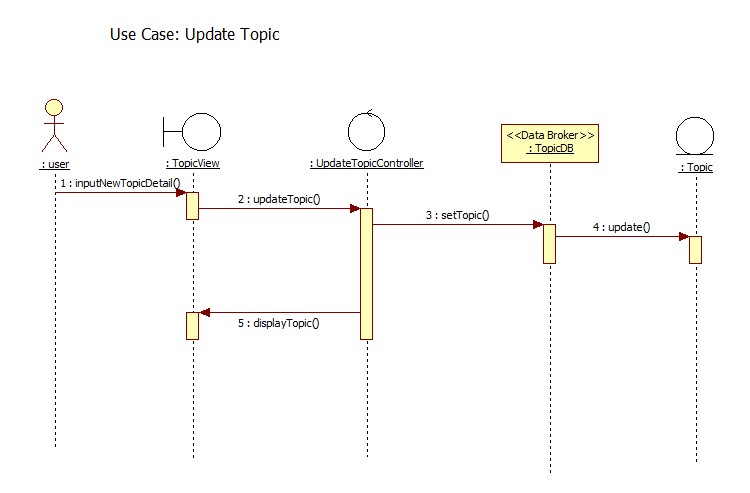 Use Case: Update Topic
<<Data Broker>>
: TopicDB
: user
: TopicView
: UpdateTopicController
: Topic
1 : inputNewTopicDetail()
2 : updateTopic()
3 : setTopic()
4 : update()
5 : displayTopic()